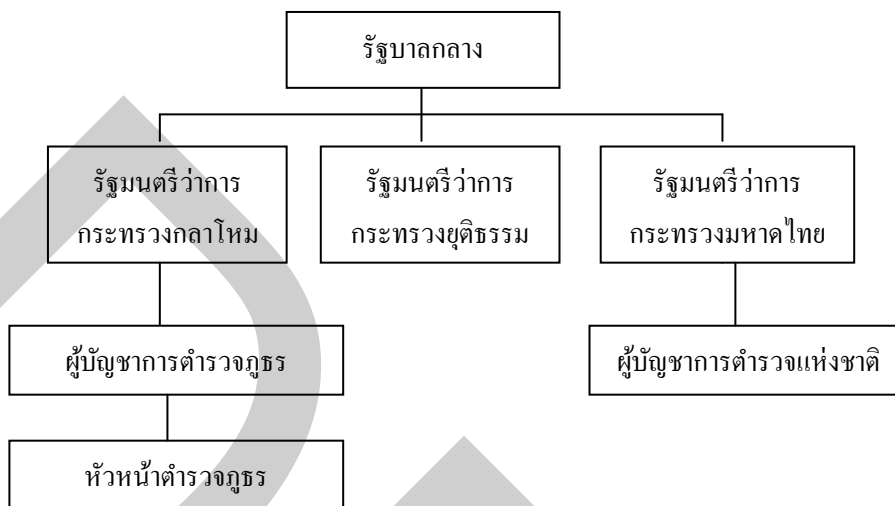 รัฐบาลกลาง
รัฐมนตรีว่าการ
กระทรวงกลาโหม
รัฐมนตรีว่าการ
กระทรวงยุติธรรม
รัฐมนตรีว่าการ
กระทรวงมหาดไทย
ผู้บัญชาการตำรวจภูธร
ผู้บัญชาการตำรวจแห่งชาติ
หัวหน้าตำรวจภูธร